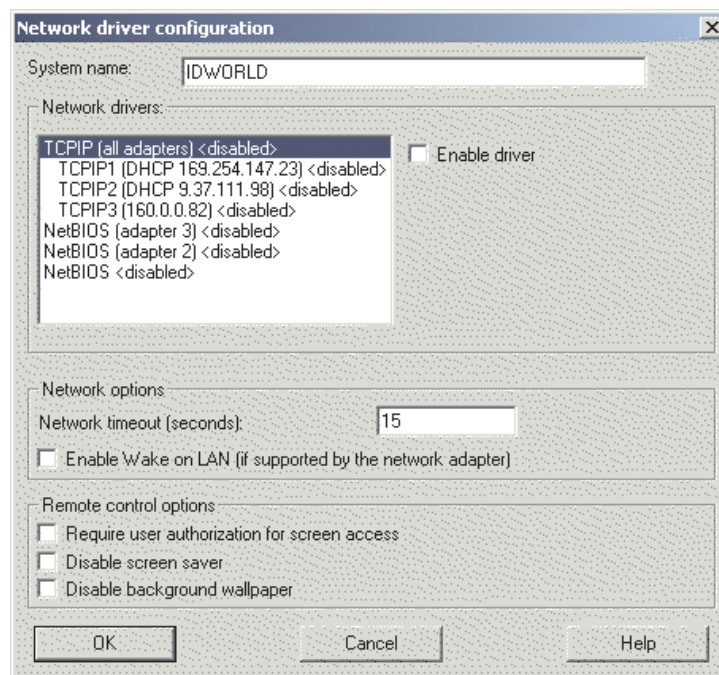 Network driver configuration
System name: IDWORLD
Network drivers:
TCPIP (all adapters) <disabled>
Enable driver
TCPIP1 (DHCP 169.254.147.23) <disabled>
TCPIP2 (DHCP 9.37.111.98) <disabled>
TCPIP3 (160.0.0.82) <disabled>
NetBIOS (adapter 3) <disabled>
NetBIOS (adapter 2) <disabled>
NetBIOS <disabled>
Network options
Network timeout (seconds): 15
Enable Wake on LAN (if supported by the network adapter)
Remote control options
Require user authorization for screen access
Disable screen saver
Disable background wallpaper
OK Cancel Help